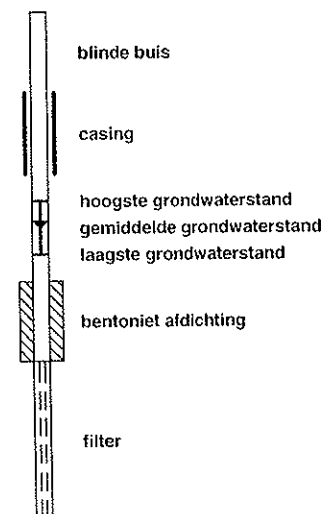 blinde buis
casing
hoogste grondwaterstand
gemiddelde grondwaterstand
laagste grondwaterstand
bentoniet afdichting
filter